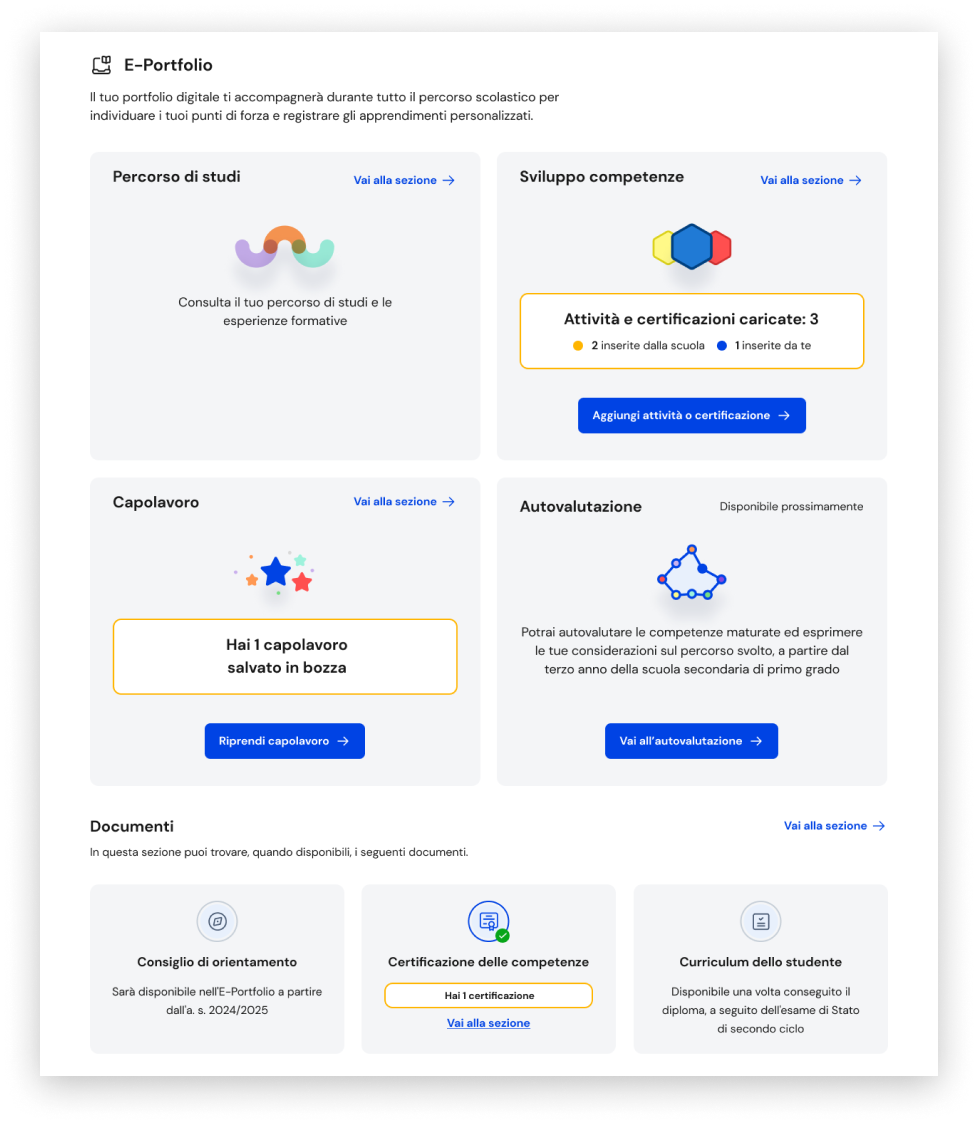 E-Portfolio
Il tuo portfolio digitale ti accompagnerà durante tutto il percorso scolastico per
individuare i tuoi punti di forza e registrare gli apprendimenti personalizzati.
Percorso di studi
Vai alla sezione →
Consulta il tuo percorso di studi e le
esperienze formative
Sviluppo competenze
Vai alla sezione →
Attività e certificazioni caricate: 3
2 inserite dalla scuola
1 inserite da te
Aggiungi attività o certificazione →
Capolavoro
Vai alla sezione →
Hai 1 capolavoro
salvato in bozza
Riprendi capolavoro →
Autovalutazione
Disponibile prossimamente
Potrai autovalutare le competenze maturate ed esprimere
le tue considerazioni sul percorso svolto, a partire dal
terzo anno della scuola secondaria di primo grado
Vai all'autovalutazione →
Documenti
Vai alla sezione →
In questa sezione puoi trovare, quando disponibili, i seguenti documenti.
Consiglio di orientamento
Sarà disponibile nell'E-Portfolio a partire
dall'a. s. 2024/2025
Certificazione delle competenze
Hai 1 certificazione
Vai alla sezione
Curriculum dello studente
Disponibile una volta conseguito il
diploma, a seguito dell'esame di Stato
di secondo ciclo